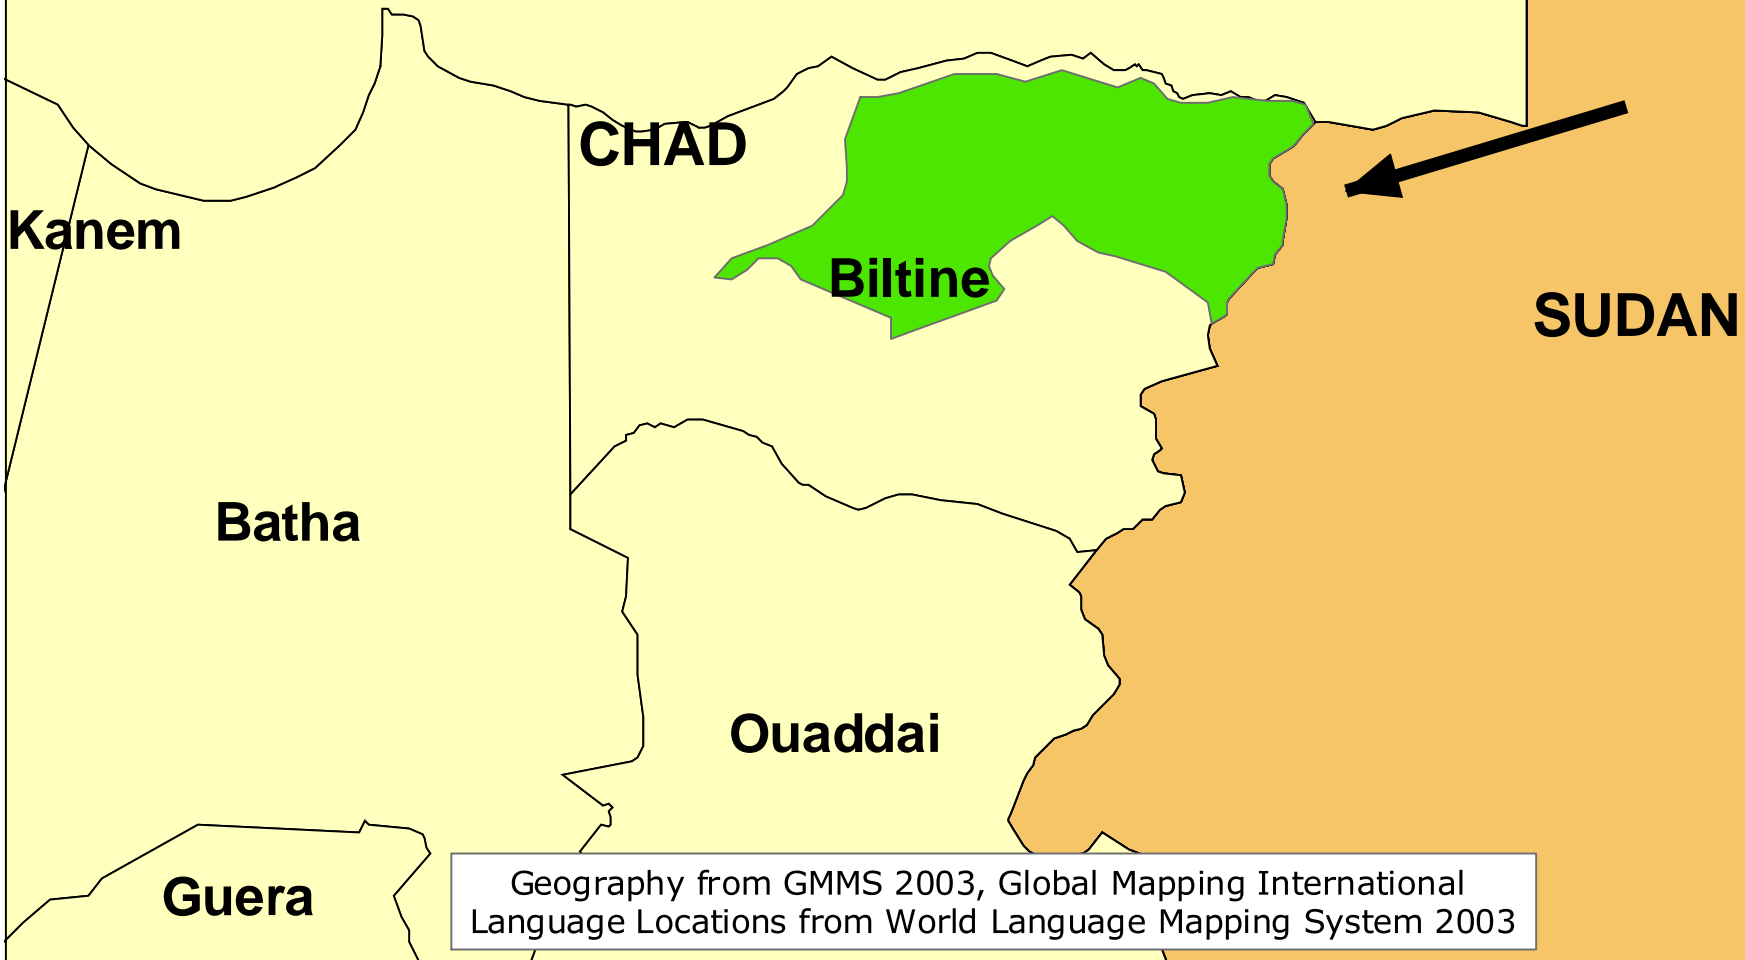 CHAD
Kanem
Biltine
SUDAN
Batha
Ouaddai
Guera
Geography from GMMS 2003, Global Mapping International
Language Locations from World Language Mapping System 2003